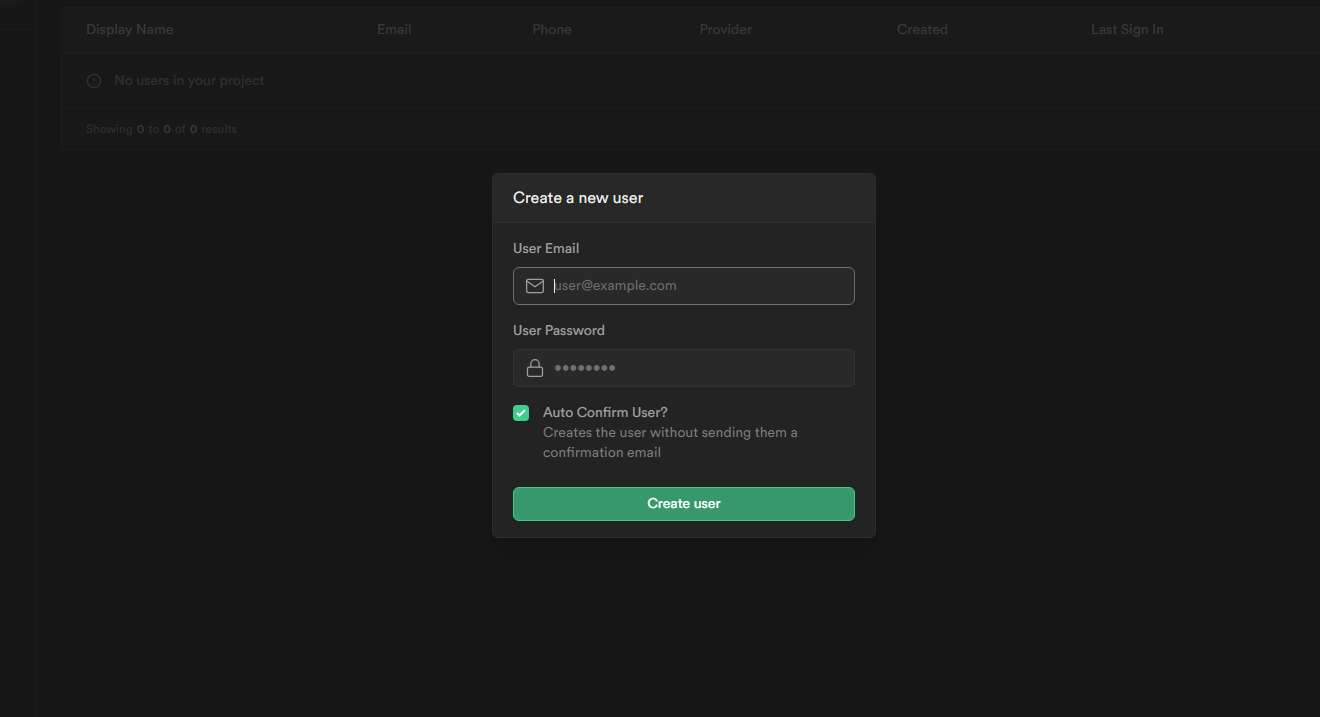 Display Name Email Phone Provider Created Last Sign In
No users in your project
Showing 0 to 0 of 0 results
Create a new user
User Email
user@example.com
User Password
••••••••
Auto Confirm User?
Creates the user without sending them a
confirmation email
Create user